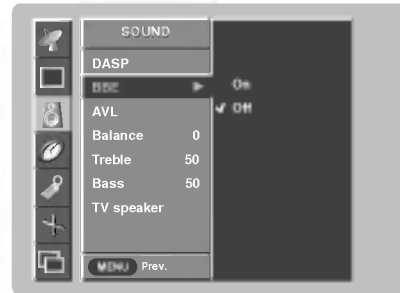 SOUND
DASP
BBE
On
AVL
✔ Off
Balance 0
Treble 50
Bass 50
TV speaker
MENU Prev.